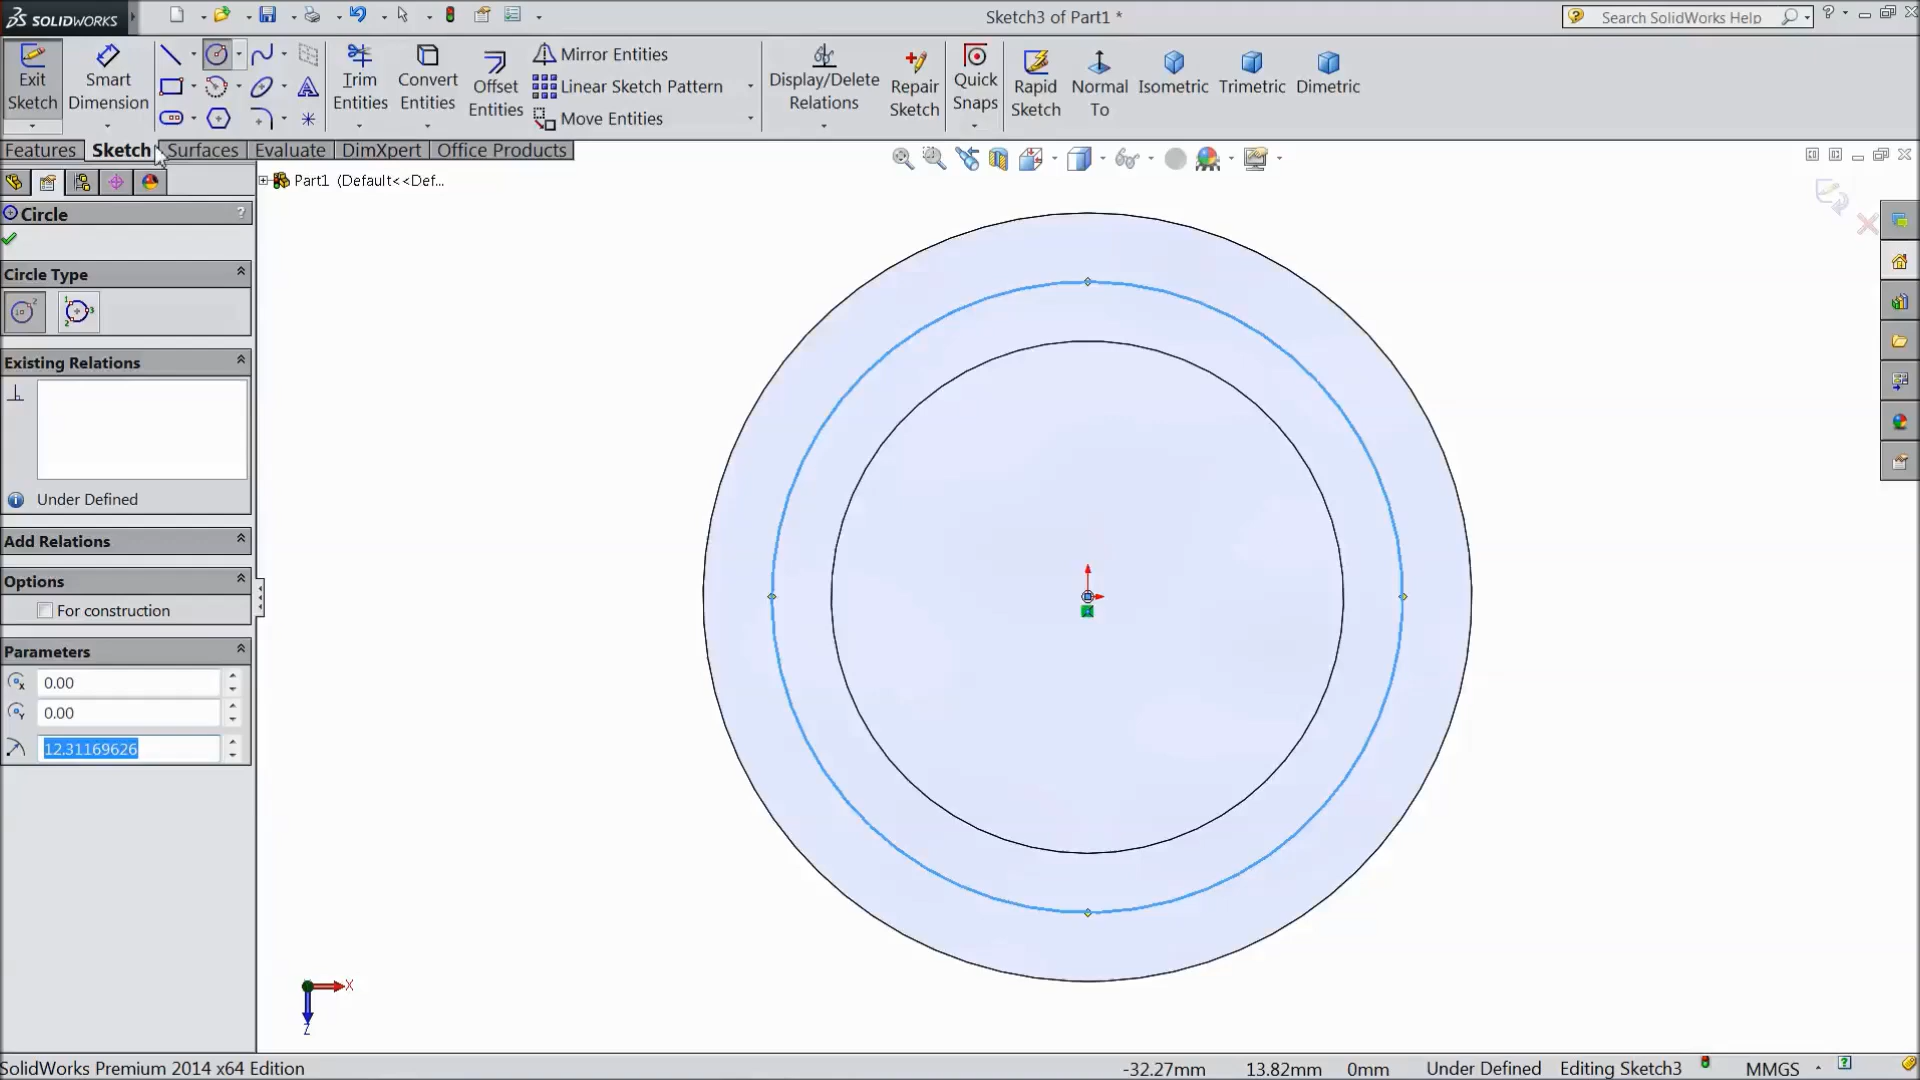 SOLIDWORKS
Sketch3 of Part1 *
Search SolidWorks Help
Exit Sketch
Smart Dimension
Trim Entities
Convert Entities
Offset Entities
Mirror Entities
Linear Sketch Pattern
Move Entities
Display/Delete Relations
Repair Sketch
Quick Snaps
Rapid Sketch
Normal To
Isometric
Trimetric
Dimetric
Features
Sketch
Surfaces
Evaluate
DimXpert
Office Products
Part1 (Default<<Def...
Circle
?
Circle Type
Existing Relations
Under Defined
Add Relations
Options
For construction
Parameters
0.00
0.00
12.31169626
X
Z
SolidWorks Premium 2014 x64 Edition
-32.27mm
13.82mm
0mm
Under Defined
Editing Sketch3
MMGS